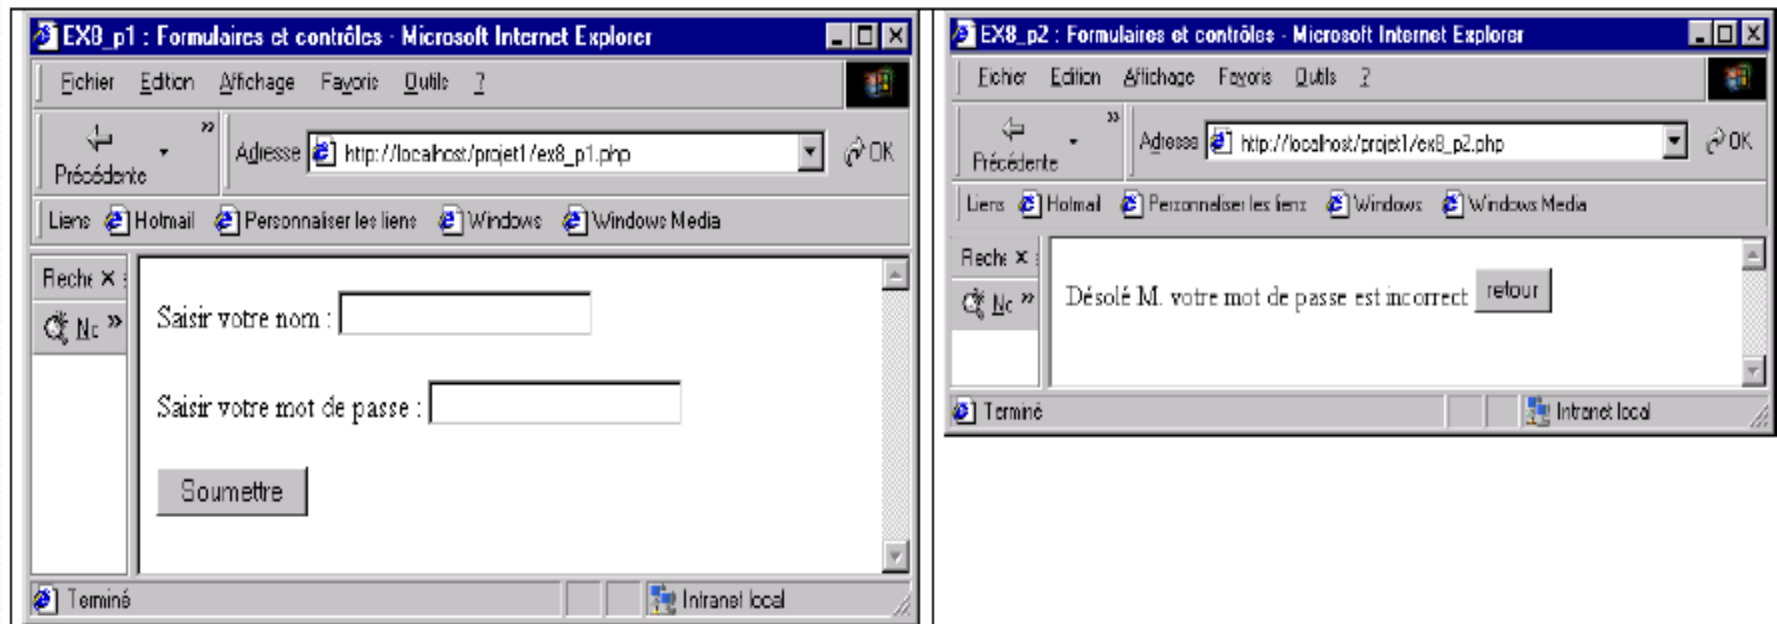 EX8_p1 : Formulaires et contrôles - Microsoft Internet Explorer
Fichier Edition Affichage Favoris Outils ?
Précédente
»
Adresse http://localhost/projet1/ex8_p1.php
OK
Liens Hotmail Personnaliser les liens Windows Windows Media
Reche
»
Saisir votre nom :
Saisir votre mot de passe :
Soumettre
Terminé
Intranet local
EX8_p2 : Formulaires et contrôles - Microsoft Internet Explorer
Fichier Edition Affichage Favoris Outils ?
Précédente
»
Adresse http://localhost/projet1/ex8_p2.php
OK
Liens Hotmail Personnaliser les liens Windows Windows Media
Reche
»
Désolé M. votre mot de passe est incorrect retour
Terminé
Intranet local